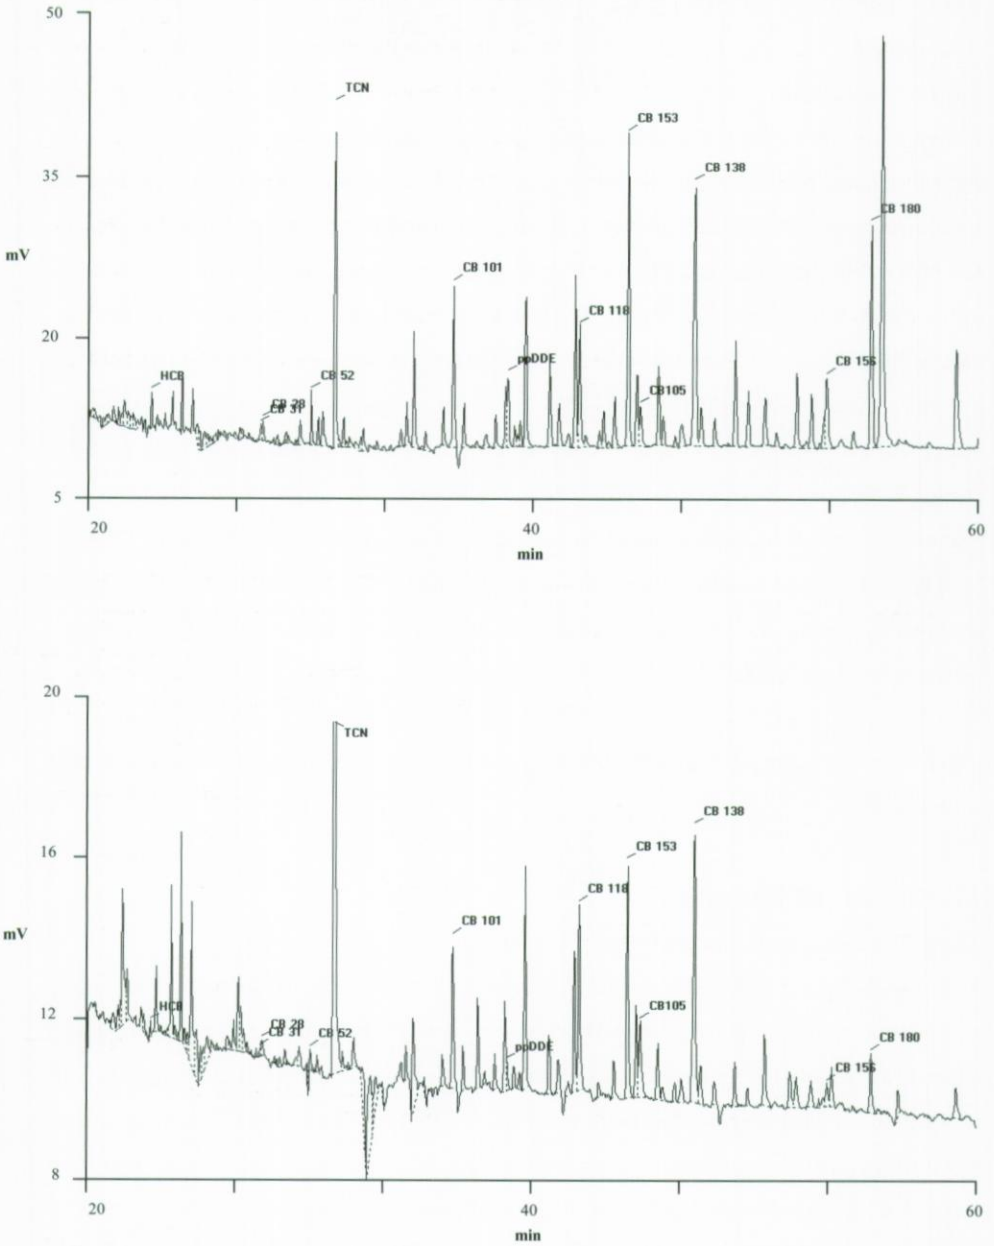 50
TCN
CB 153
CB 138
35
CB 180
mV
CB 101
CB 118
20
ppDDE
CB 156
HCB
CB 52
CB105
CB 28
CB 31
5
20
40
60
min
20
TCN
CB 138
16
CB 153
CB 118
mV
CB 101
12
HCB
CB105
CB 28
CB 31
CB 52
ppDDE
CB 180
CB 156
8
20
40
60
min